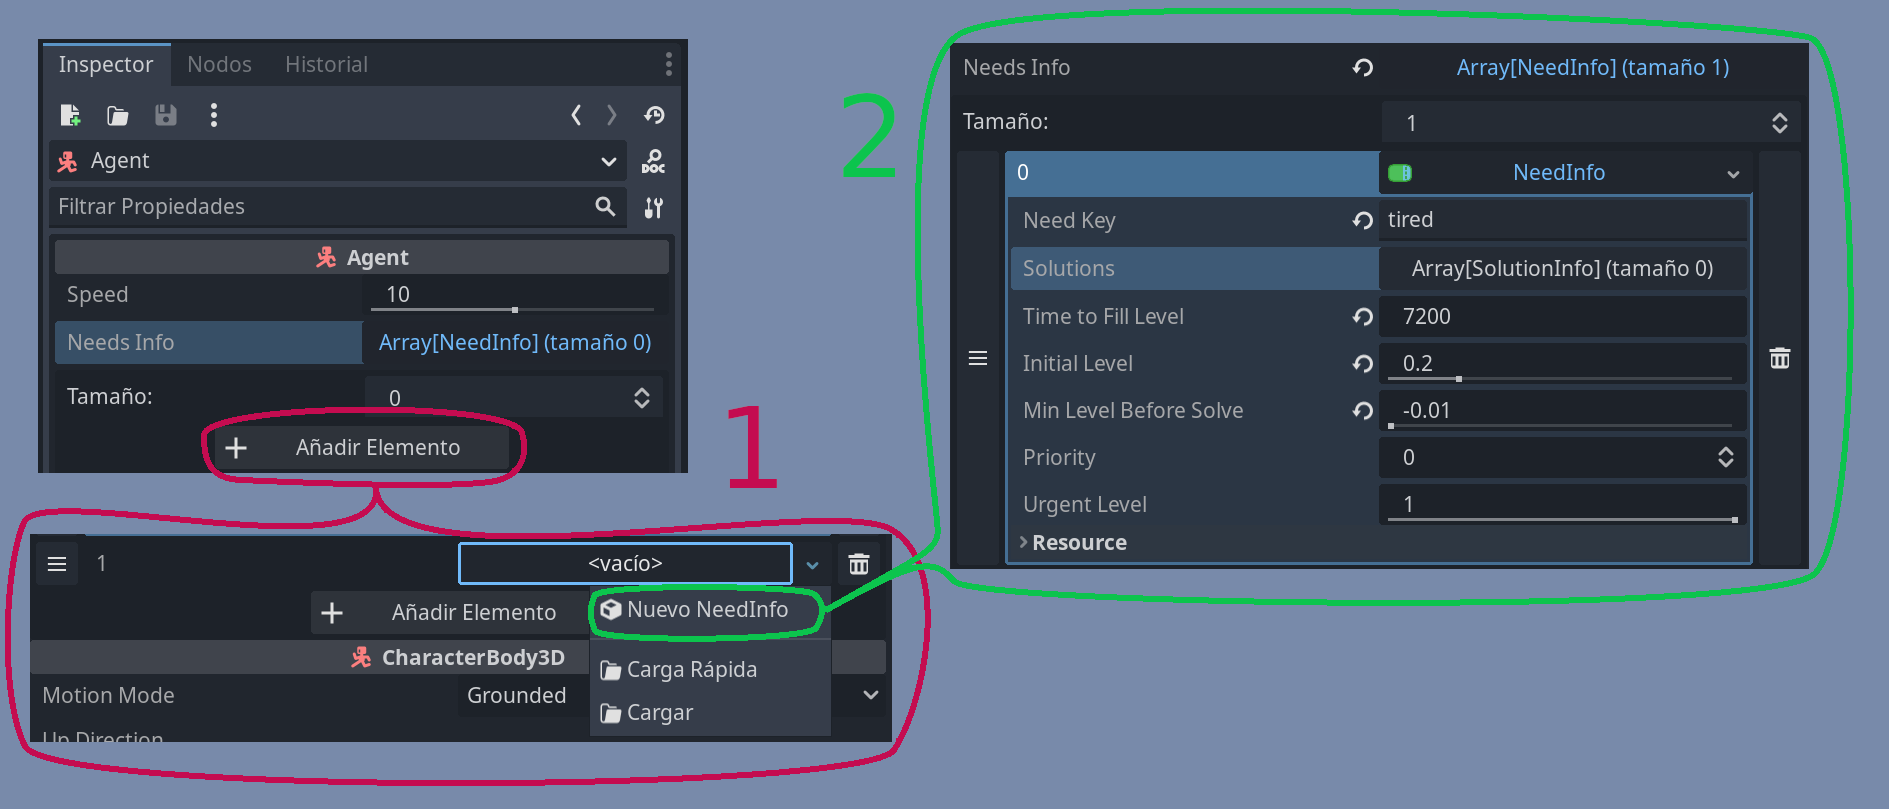 Inspector Nodos Historial
Agent
DOC
Filtrar Propiedades
Agent
Speed 10
Needs Info Array[NeedInfo] (tamaño 0)
Tamaño: 0
Añadir Elemento
1
1 <vacío>
Añadir Elemento
Nuevo NeedInfo
CharacterBody3D
Carga Rápida
Motion Mode Grounded
Cargar
Up Direction
2
Needs Info Array[NeedInfo] (tamaño 1)
Tamaño: 1
0 NeedInfo
Need Key tired
Solutions Array[SolutionInfo] (tamaño 0)
Time to Fill Level 7200
Initial Level 0.2
Min Level Before Solve -0.01
Priority 0
Urgent Level 1
Resource